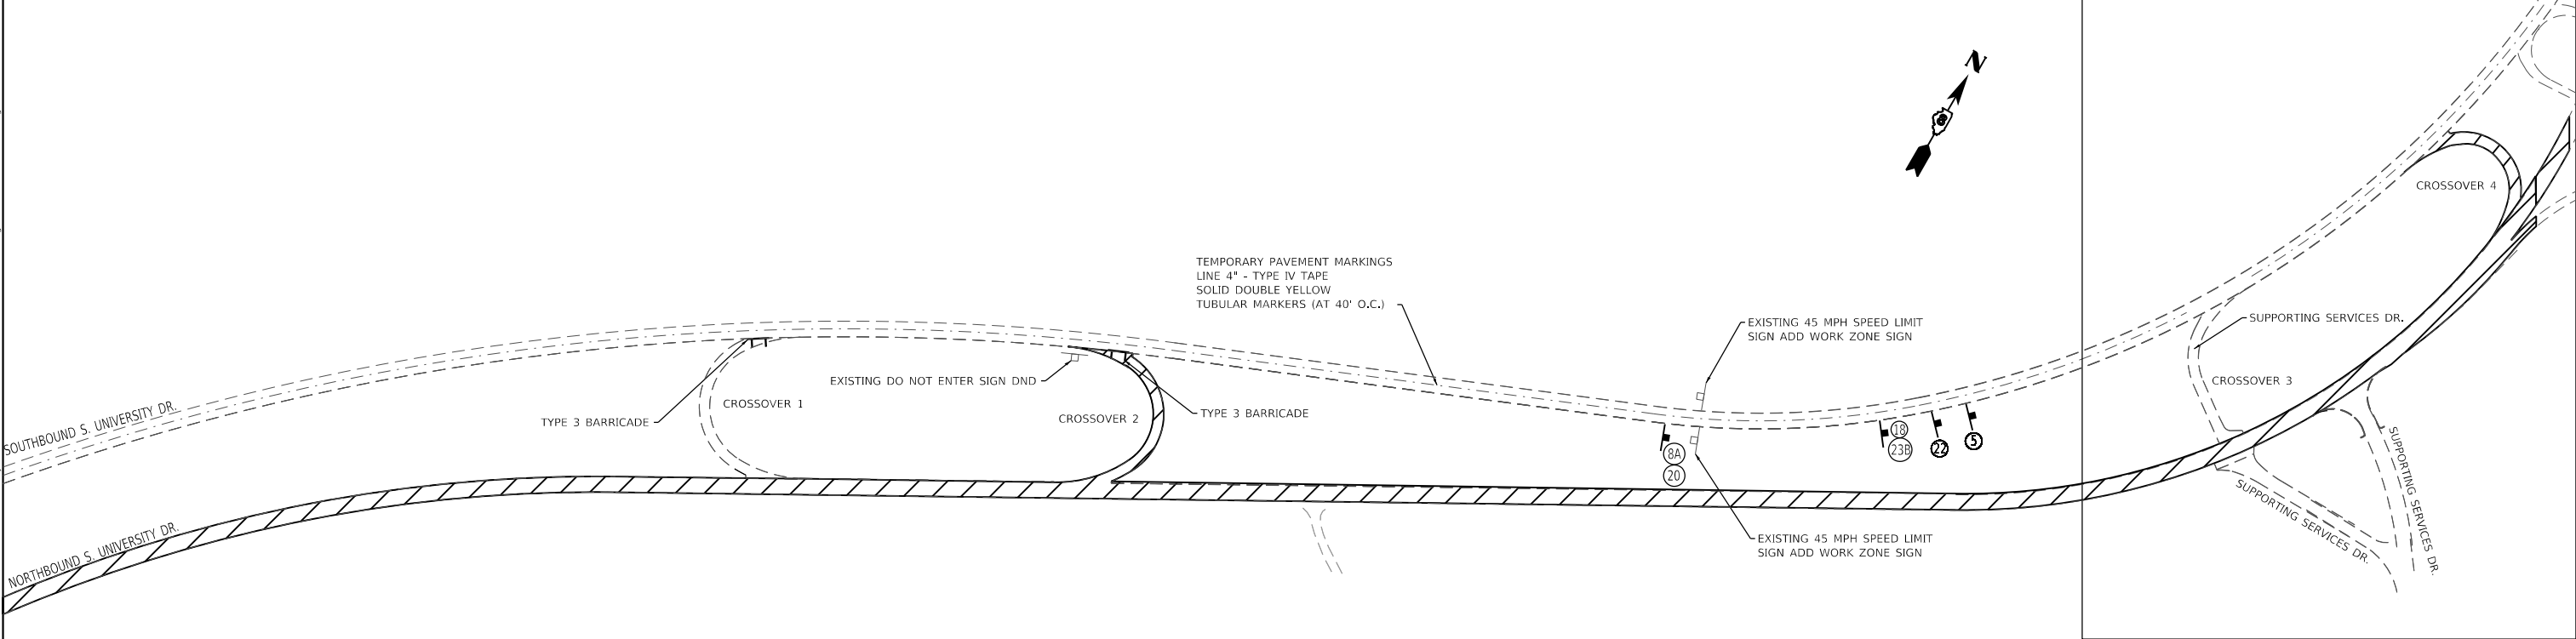 N
CROSSOVER 4
TEMPORARY PAVEMENT MARKINGS
LINE 4" - TYPE IV TAPE
SOLID DOUBLE YELLOW
TUBULAR MARKERS (AT 40' O.C.)
EXISTING 45 MPH SPEED LIMIT
SIGN ADD WORK ZONE SIGN
SUPPORTING SERVICES DR.
CROSSOVER 3
EXISTING DO NOT ENTER SIGN DND
CROSSOVER 1
CROSSOVER 2
TYPE 3 BARRICADE
TYPE 3 BARRICADE
SOUTHBOUND S. UNIVERSITY DR.
8A
20
18
23B
22
5
SUPPORTING SERVICES DR.
SUPPORTING SERVICES DR.
EXISTING 45 MPH SPEED LIMIT
SIGN ADD WORK ZONE SIGN
NORTHBOUND S. UNIVERSITY DR.